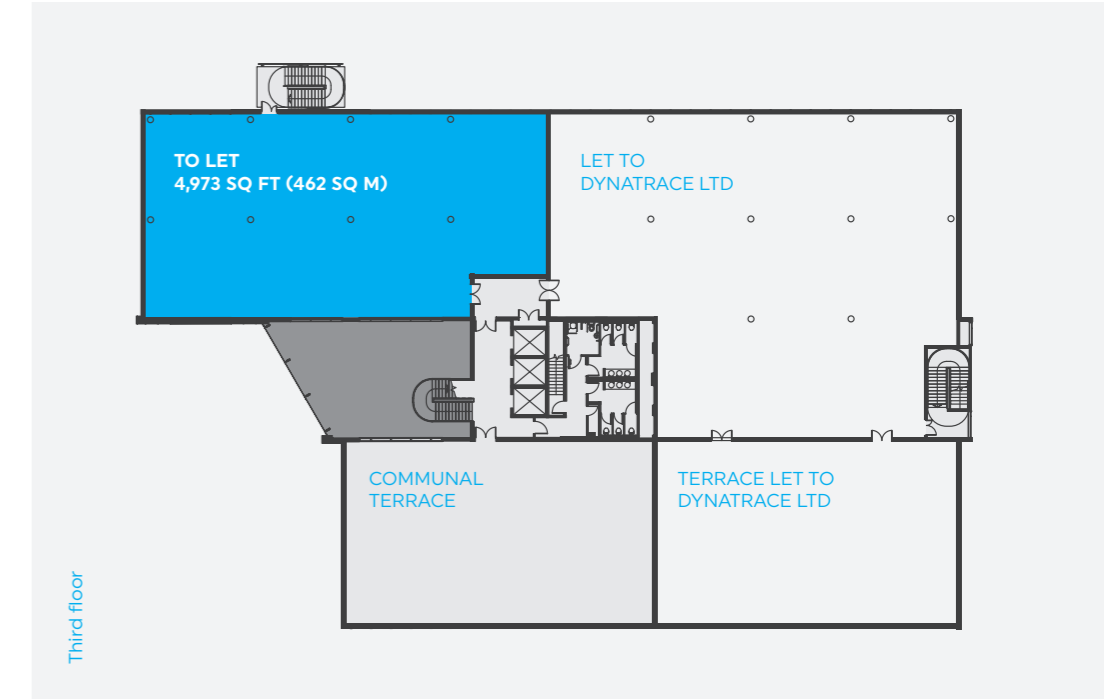 TO LET
4,973 SQ FT (462 SQ M)
LET TO
DYNATRACE LTD
COMMUNAL
TERRACE
TERRACE LET TO
DYNATRACE LTD
Third floor